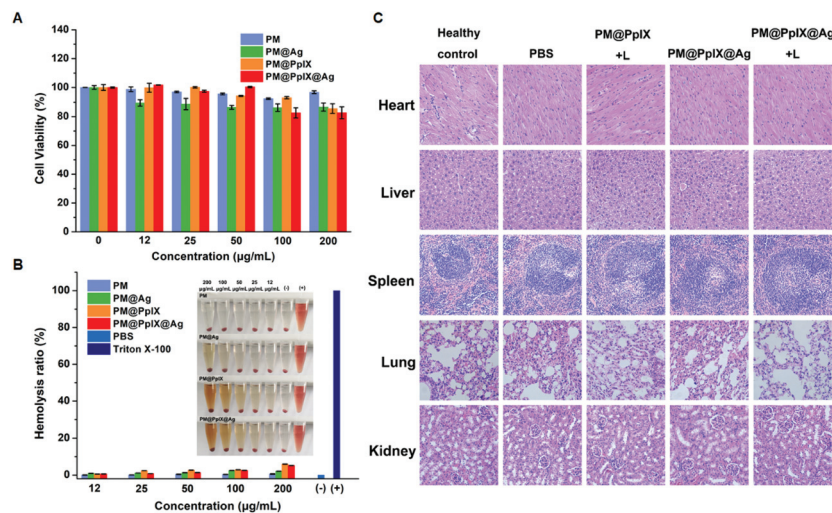 A
140
120
100
80
60
40
20
0
Cell Viability (%)
PM
PM@Ag
PM@PpIX
PM@PpIX@Ag
0 12 25 50 100 200
Concentration (µg/mL)
B
100
80
60
40
20
0
Hemolysis ratio (%)
PM
PM@Ag
PM@PpIX
PM@PpIX@Ag
PBS
Triton X-100
200 100 50 25 12 (-) (+)
µg/mL µg/mL µg/mL µg/mL µg/mL
PM
PM@Ag
PM@PpIX
PM@PpIX@Ag
12 25 50 100 200 (-) (+)
Concentration (µg/mL)
C
Healthy control
PBS
PM@PpIX +L
PM@PpIX@Ag
PM@PpIX@Ag +L
Heart
Liver
Spleen
Lung
Kidney